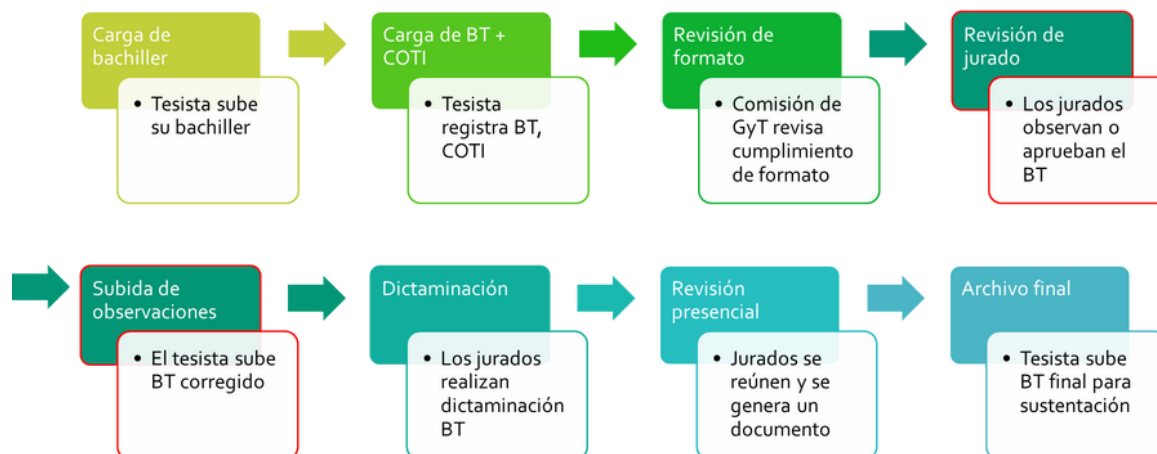 Carga de
bachiller
• Tesista sube
su bachiller
Carga de BT +
COTI
• Tesista
registra BT,
COTI
Revisión de
formato
• Comisión de
GyT revisa
cumplimiento
de formato
Revisión de
jurado
• Los jurados
observan o
aprueban el
BT
Subida de
observaciones
• El tesista sube
BT corregido
Dictaminación
• Los jurados
realizan
dictaminación
BT
Revisión
presencial
• Jurados se
reúnen y se
genera un
documento
Archivo final
• Tesista sube
BT final para
sustentación